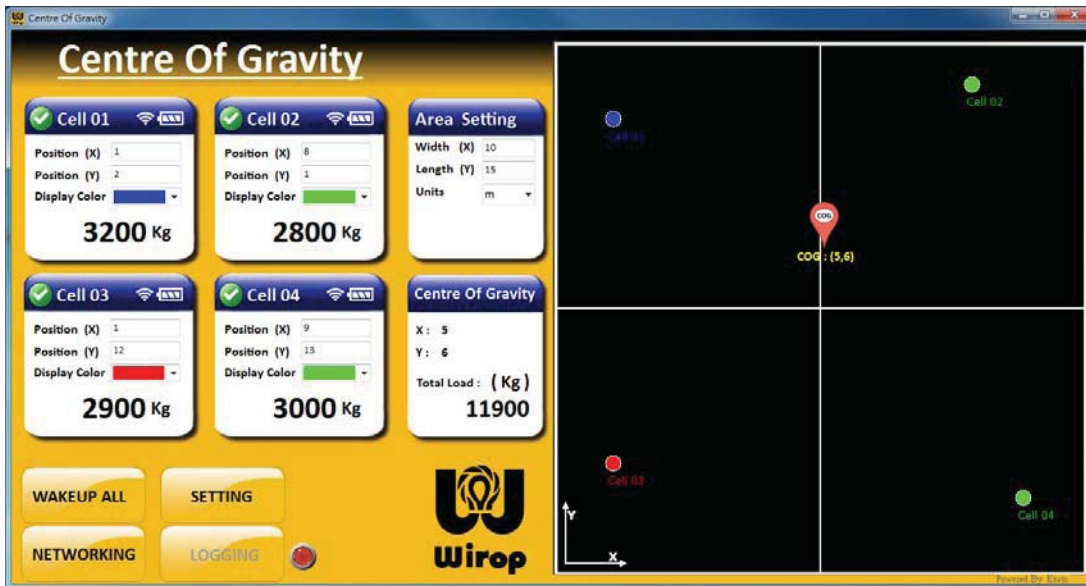 Centre Of Gravity
Centre Of Gravity
Cell 01
Position (X) 1
Position (Y) 2
Display Color
3200 Kg
Cell 02
Position (X) 8
Position (Y) 1
Display Color
2800 Kg
Area Setting
Width (X) 10
Length (Y) 15
Units m
Cell 03
Position (X) 1
Position (Y) 12
Display Color
2900 Kg
Cell 04
Position (X) 9
Position (Y) 13
Display Color
3000 Kg
Centre Of Gravity
X : 5
Y : 6
Total Load : (Kg)
11900
WAKEUP ALL
SETTING
NETWORKING
LOGGING
Wirop
Cell 01
Cell 02
COG
COG : (5,6)
Cell 03
Cell 04
Y
X
Powered By